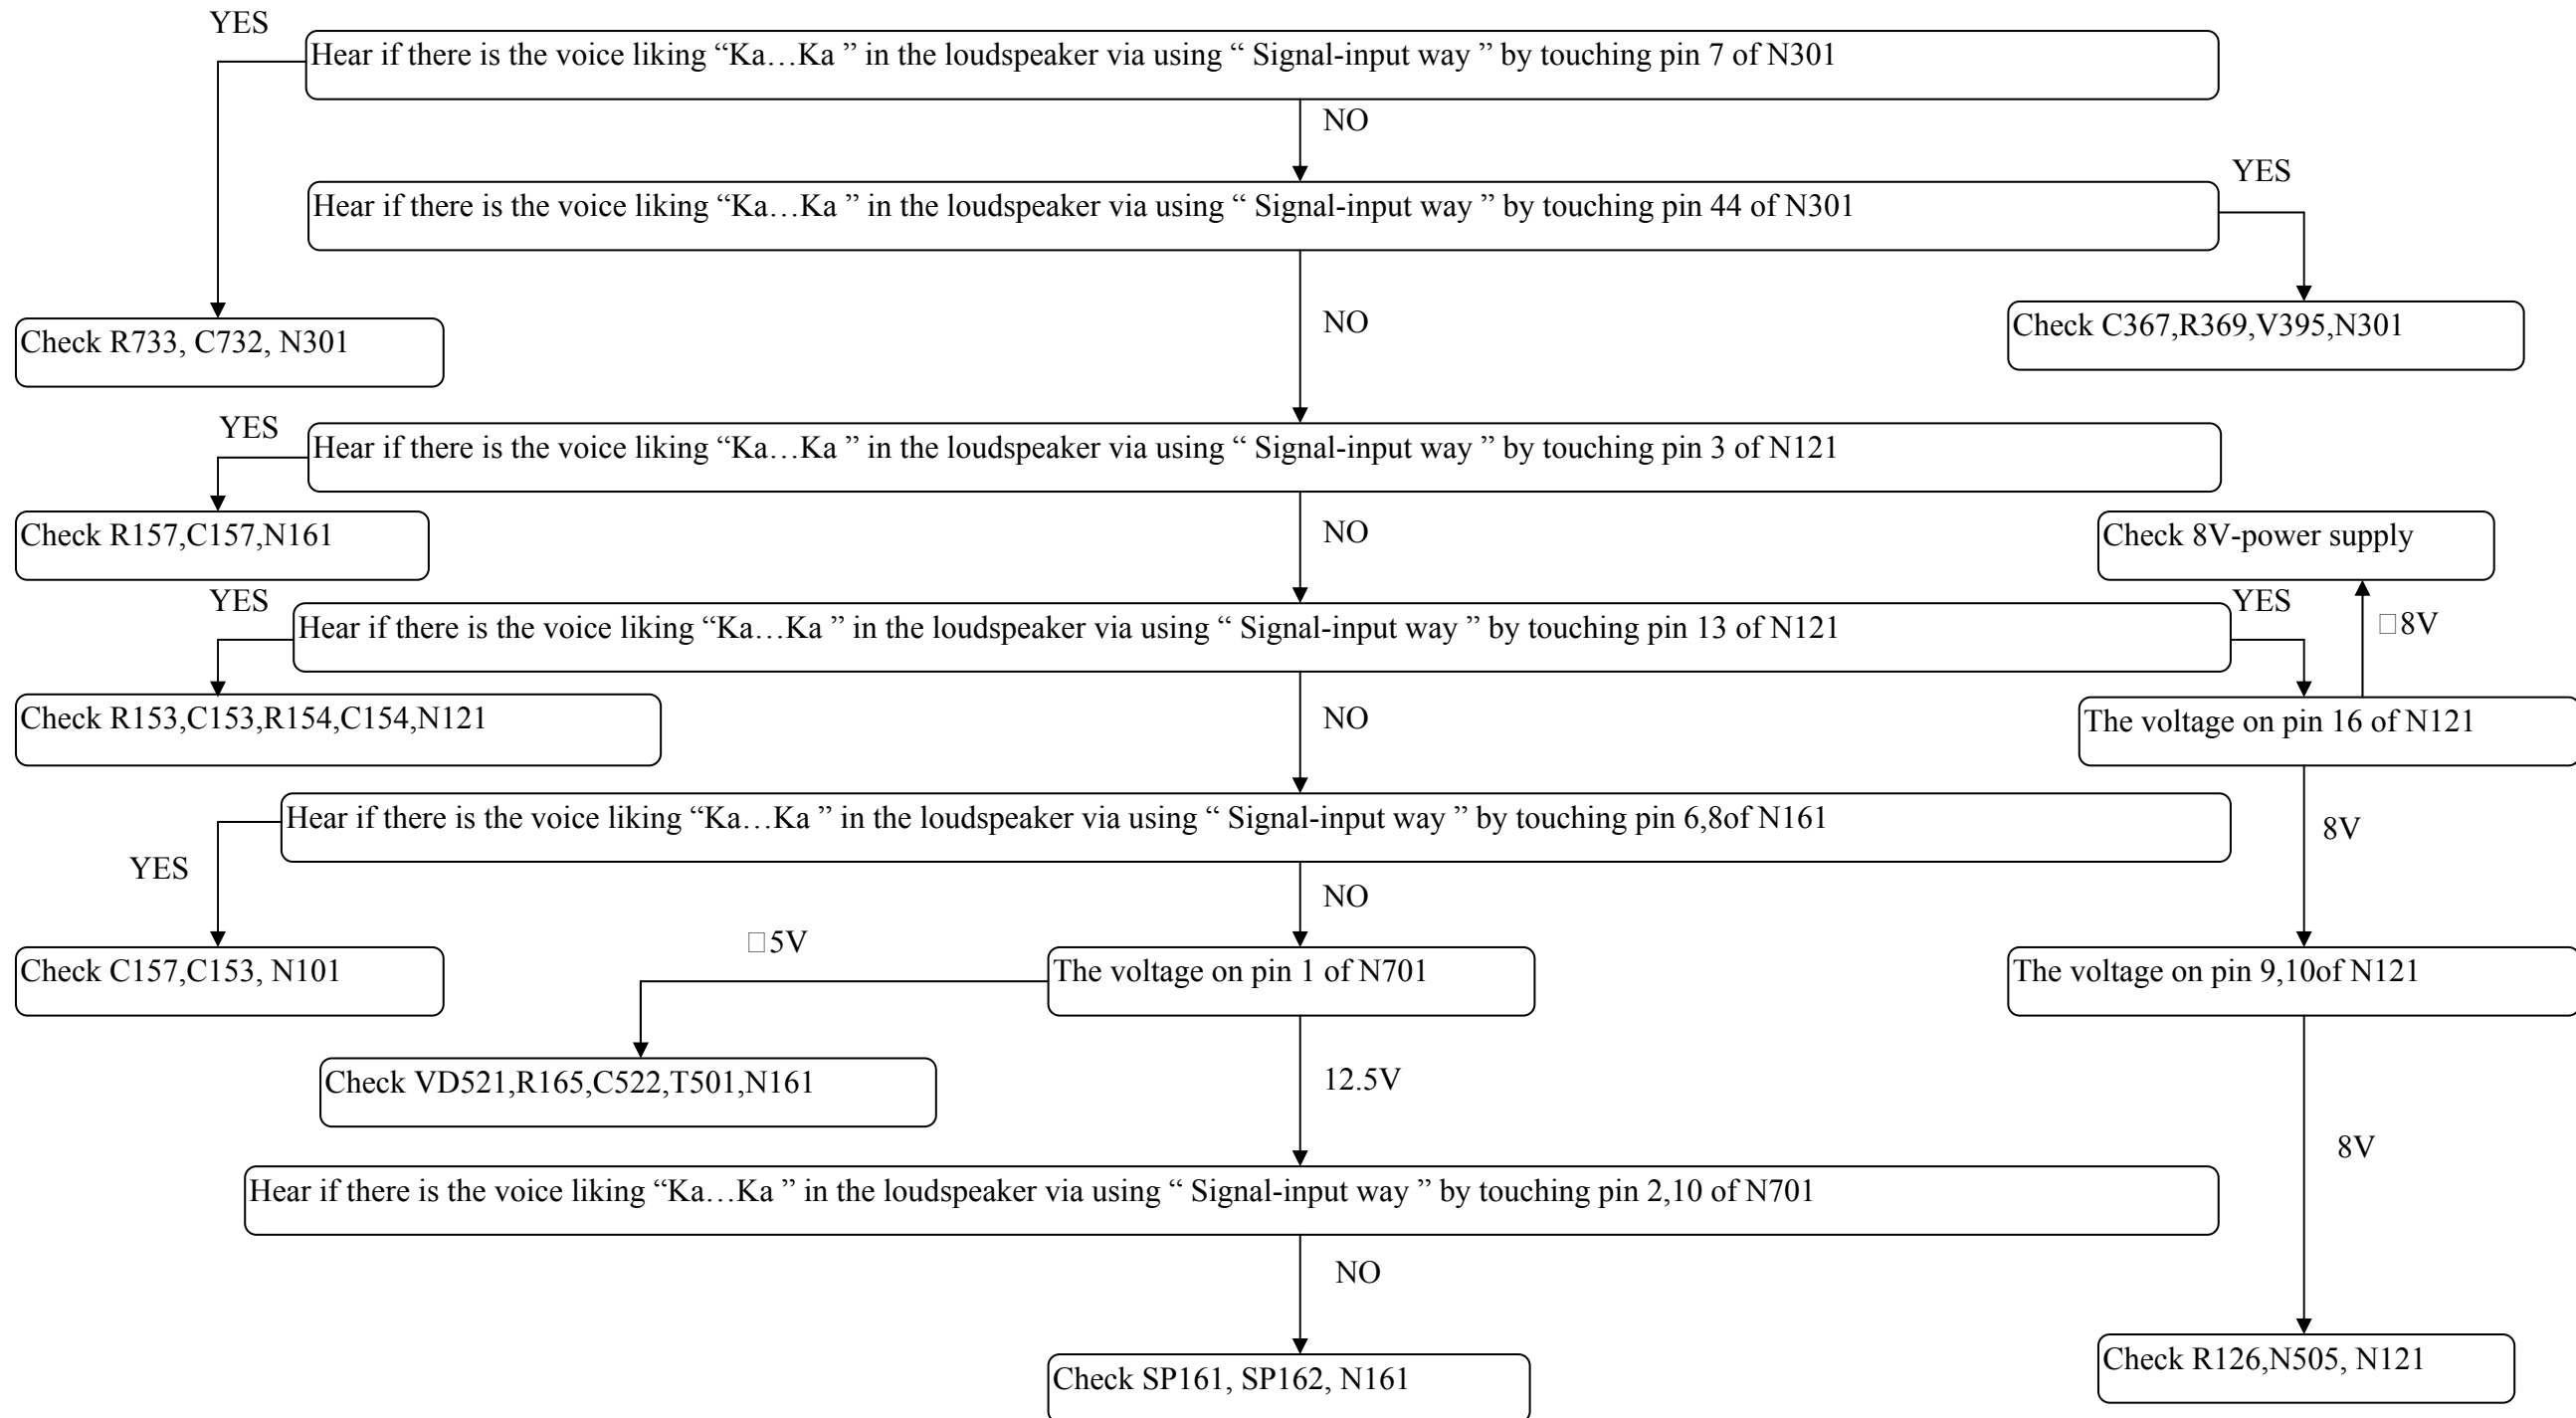 YES
Hear if there is the voice liking “Ka…Ka ” in the loudspeaker via using “ Signal-input way ” by touching pin 7 of N301
NO
YES
Hear if there is the voice liking “Ka…Ka ” in the loudspeaker via using “ Signal-input way ” by touching pin 44 of N301
NO
Check R733, C732, N301
Check C367,R369,V395,N301
YES
Hear if there is the voice liking “Ka…Ka ” in the loudspeaker via using “ Signal-input way ” by touching pin 3 of N121
Check R157,C157,N161
NO
Check 8V-power supply
YES
Hear if there is the voice liking “Ka…Ka ” in the loudspeaker via using “ Signal-input way ” by touching pin 13 of N121
YES
□8V
Check R153,C153,R154,C154,N121
NO
The voltage on pin 16 of N121
Hear if there is the voice liking “Ka…Ka ” in the loudspeaker via using “ Signal-input way ” by touching pin 6,8of N161
8V
YES
NO
□5V
Check C157,C153, N101
The voltage on pin 1 of N701
The voltage on pin 9,10of N121
Check VD521,R165,C522,T501,N161
12.5V
8V
Hear if there is the voice liking “Ka…Ka ” in the loudspeaker via using “ Signal-input way ” by touching pin 2,10 of N701
NO
Check SP161, SP162, N161
Check R126,N505, N121